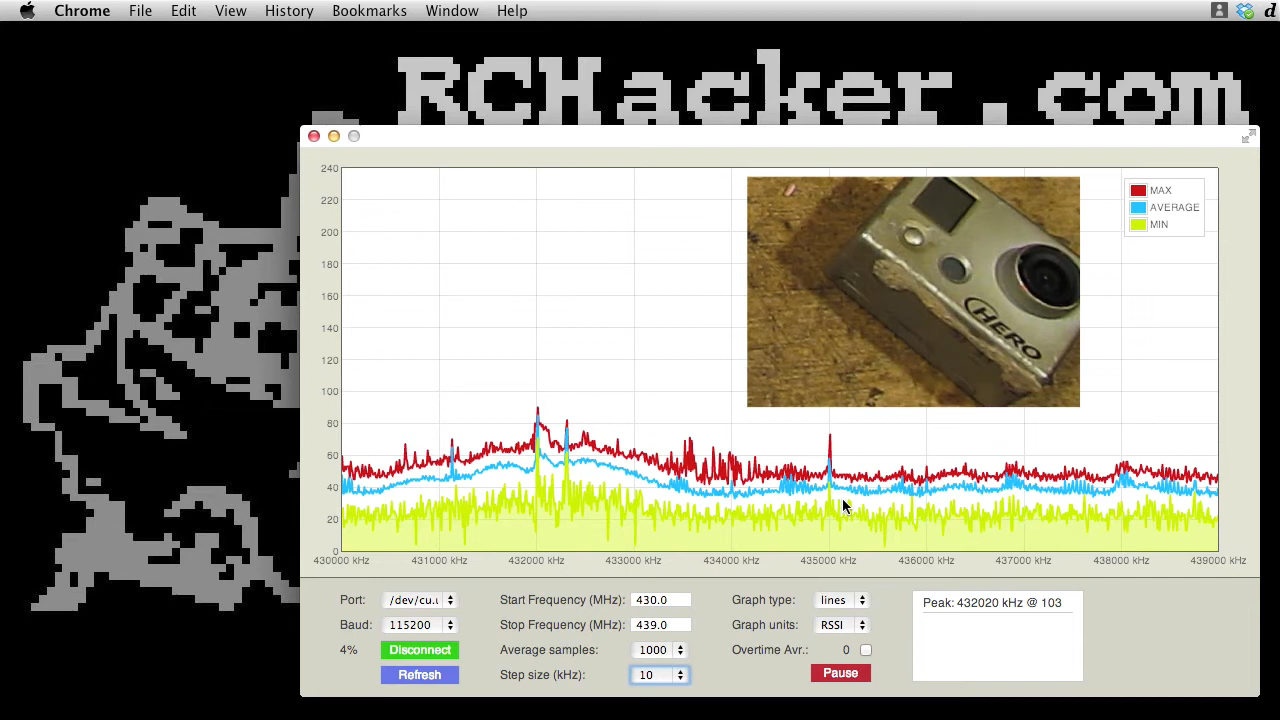 Chrome File Edit View History Bookmarks Window Help
RCHacker.com
240
220
200
180
160
140
120
100
80
60
40
20
0
MAX
AVERAGE
MIN
HERO
430000 kHz 431000 kHz 432000 kHz 433000 kHz 434000 kHz 435000 kHz 436000 kHz 437000 kHz 438000 kHz 439000 kHz
Port: /dev/cu.
Baud: 115200
4% Disconnect
Refresh
Start Frequency (MHz): 430.0
Stop Frequency (MHz): 439.0
Average samples: 1000
Step size (kHz): 10
Graph type: lines
Graph units: RSSI
Overtime Avr.: 0
Pause
Peak: 432020 kHz @ 103